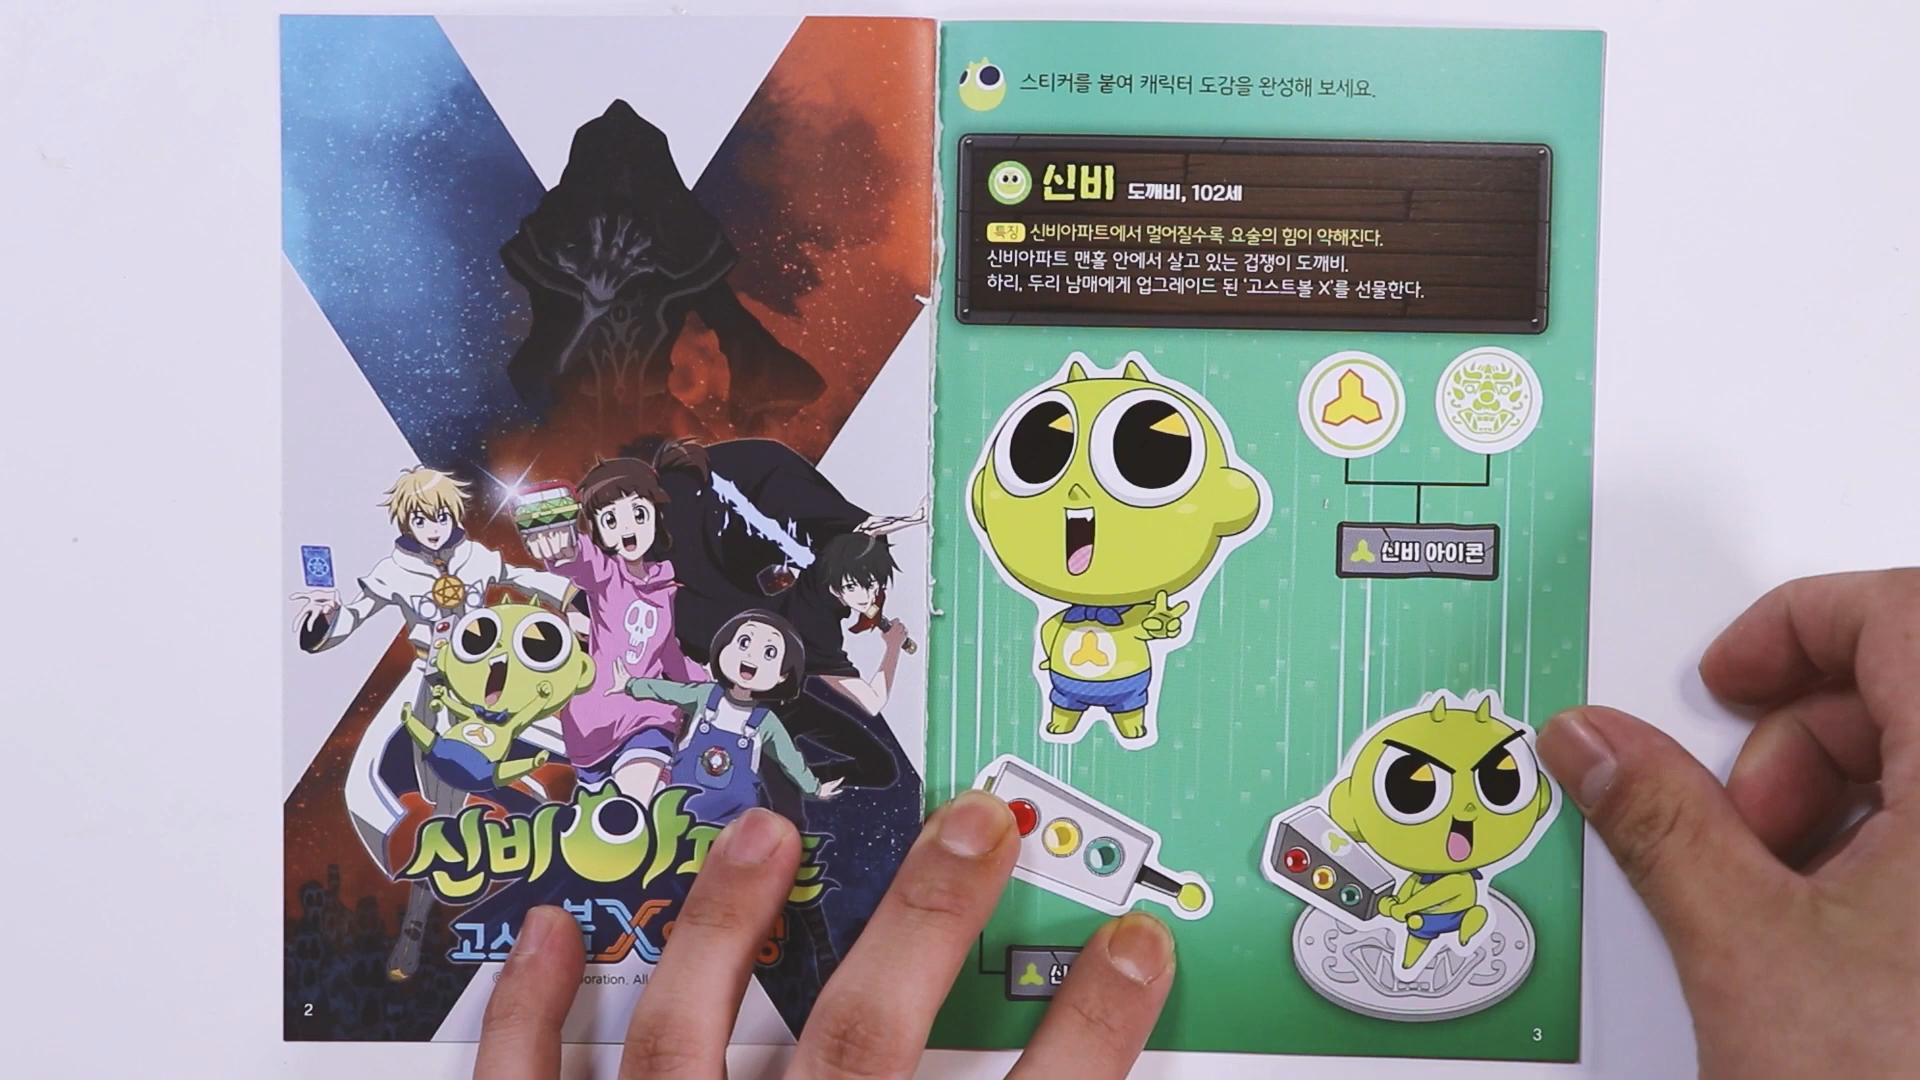 신비아
2
스티커를 붙여 캐릭터 도감을 완성해 보세요.
신비 도깨비, 102세
특징 신비아파트에서 멀어질수록 요술의 힘이 약해진다.
신비아파트 맨홀 안에서 살고 있는 겁쟁이 도깨비.
하리, 두리 남매에게 업그레이드 된 '고스트볼 X'를 선물한다.
신비 아이콘
3